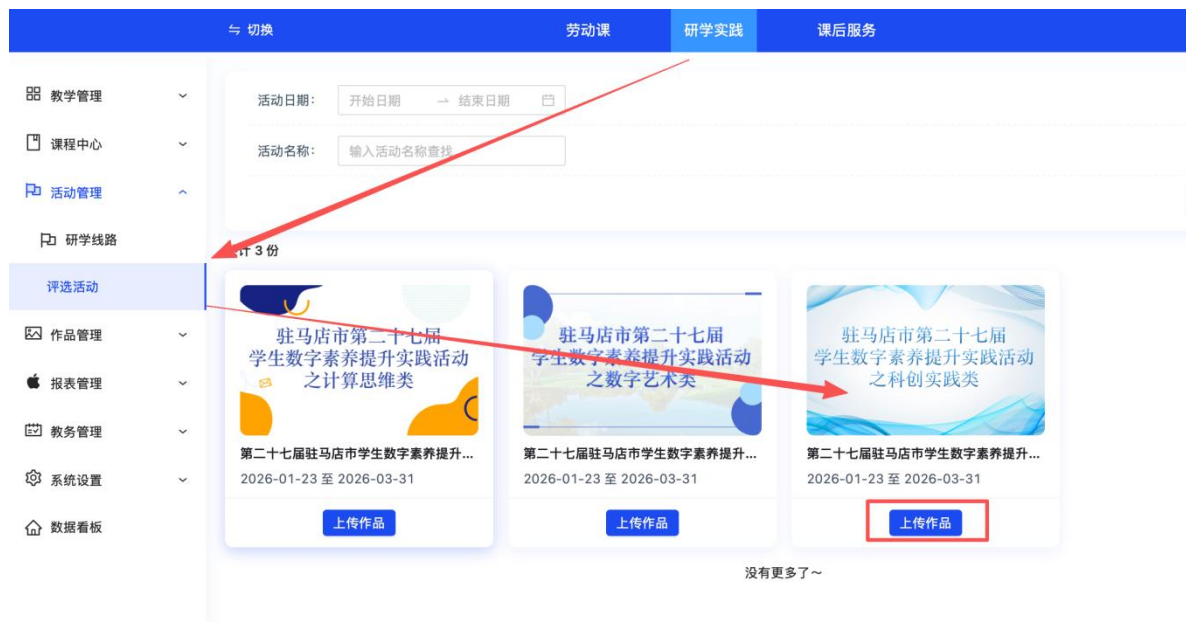 切换
劳动课
研学实践
课后服务
教学管理
课程中心
活动管理
研学线路
评选活动
作品管理
报表管理
教务管理
系统设置
数据看板
活动日期：
开始日期 → 结束日期
活动名称：
输入活动名称查找
计 3 份
驻马店市第二十七届
学生数字素养提升实践活动
之计算思维类
第二十七届驻马店市学生数字素养提升...
2026-01-23 至 2026-03-31
上传作品
驻马店市第二十七届
学生数字素养提升实践活动
之数字艺术类
第二十七届驻马店市学生数字素养提升...
2026-01-23 至 2026-03-31
上传作品
驻马店市第二十七届
学生数字素养提升实践活动
之科创实践类
第二十七届驻马店市学生数字素养提升...
2026-01-23 至 2026-03-31
上传作品
没有更多了～